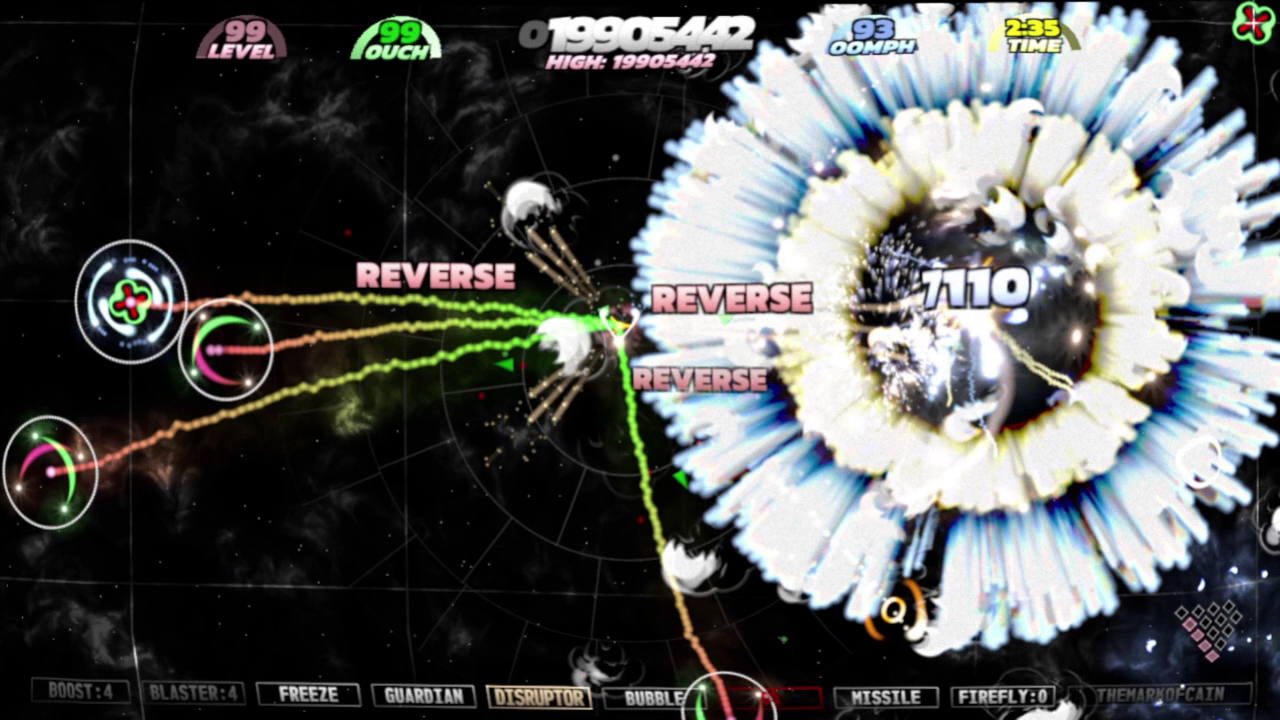 99
LEVEL
99
OUCH
019905442
HIGH: 19905442
93
OOMPH
2:35
TIME
REVERSE
REVERSE
7110
REVERSE
BOOST:4
BLASTER:4
FREEZE
GUARDIAN
DISRUPTOR
BUBBLE
MISSILE
FIREFLY:0
THEMARKOFCAIN